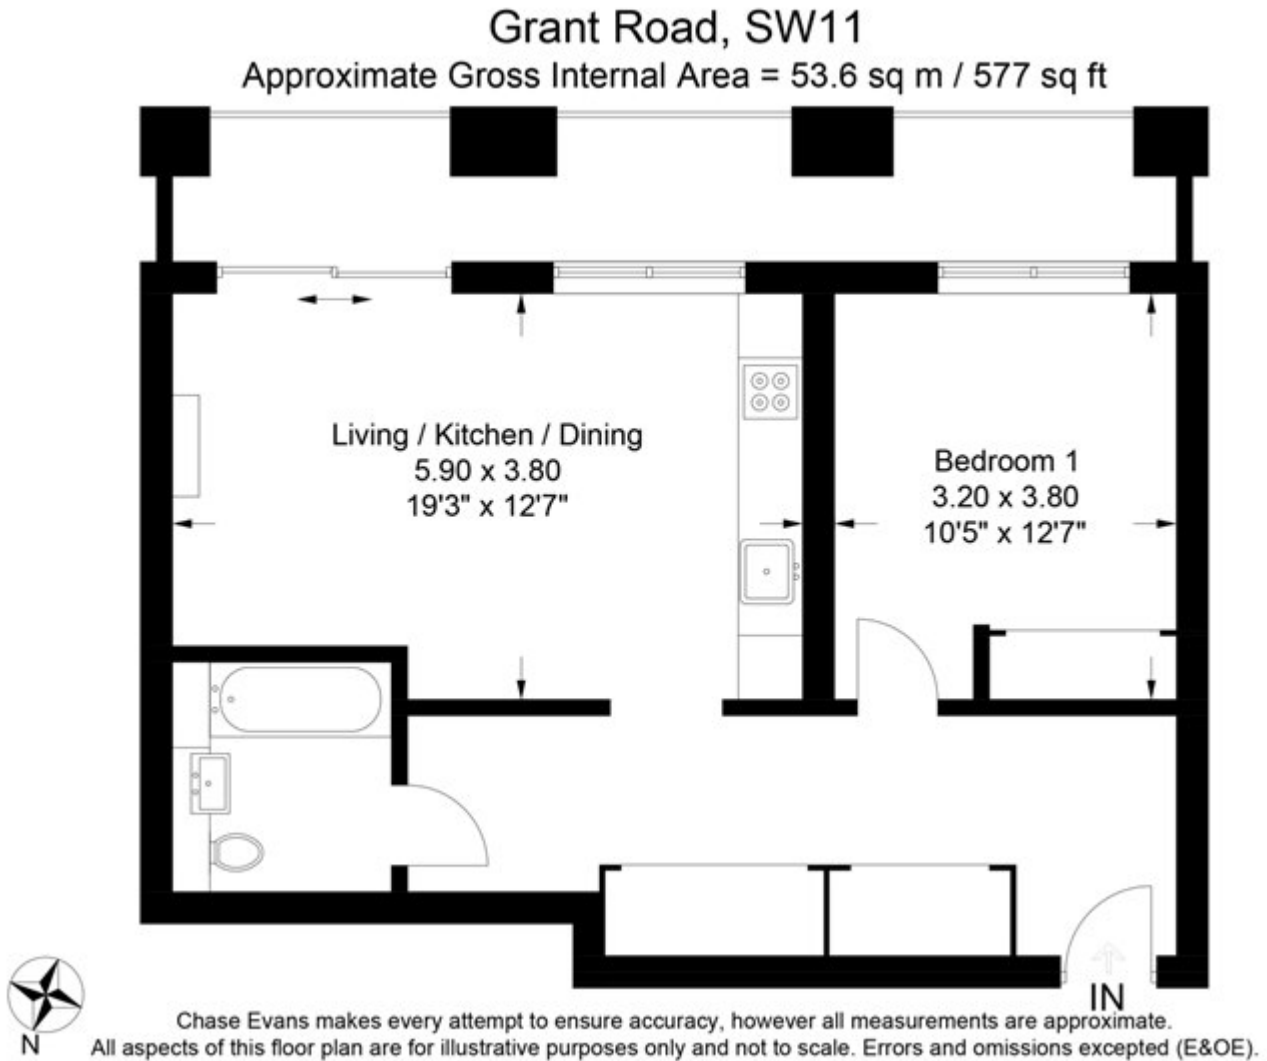 Grant Road, SW11
Approximate Gross Internal Area = 53.6 sq m / 577 sq ft
Living / Kitchen / Dining
5.90 x 3.80
19'3" x 12'7"
Bedroom 1
3.20 x 3.80
10'5" x 12'7"
IN
N
Chase Evans makes every attempt to ensure accuracy, however all measurements are approximate.
All aspects of this floor plan are for illustrative purposes only and not to scale. Errors and omissions excepted (E&OE).